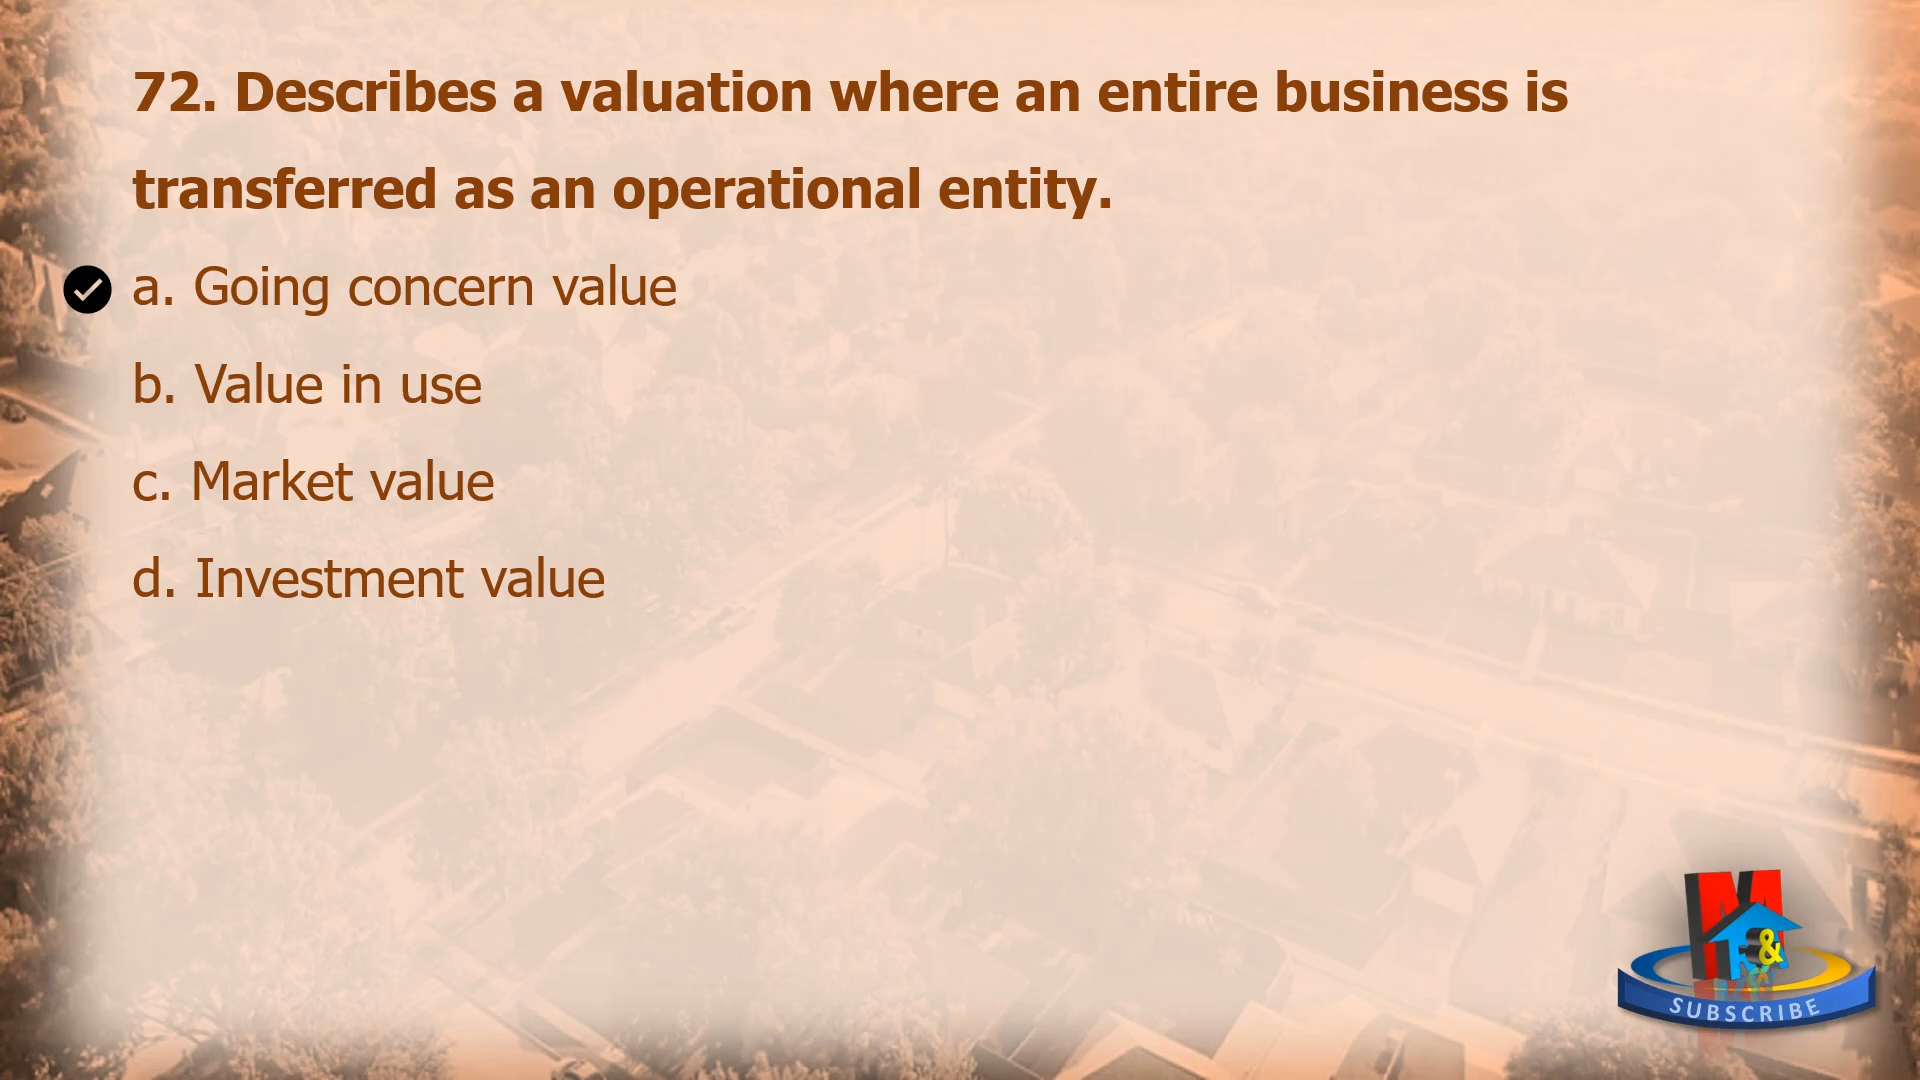 72. Describes a valuation where an entire business is
transferred as an operational entity.
a. Going concern value
b. Value in use
c. Market value
d. Investment value
M
&
SUBSCRIBE